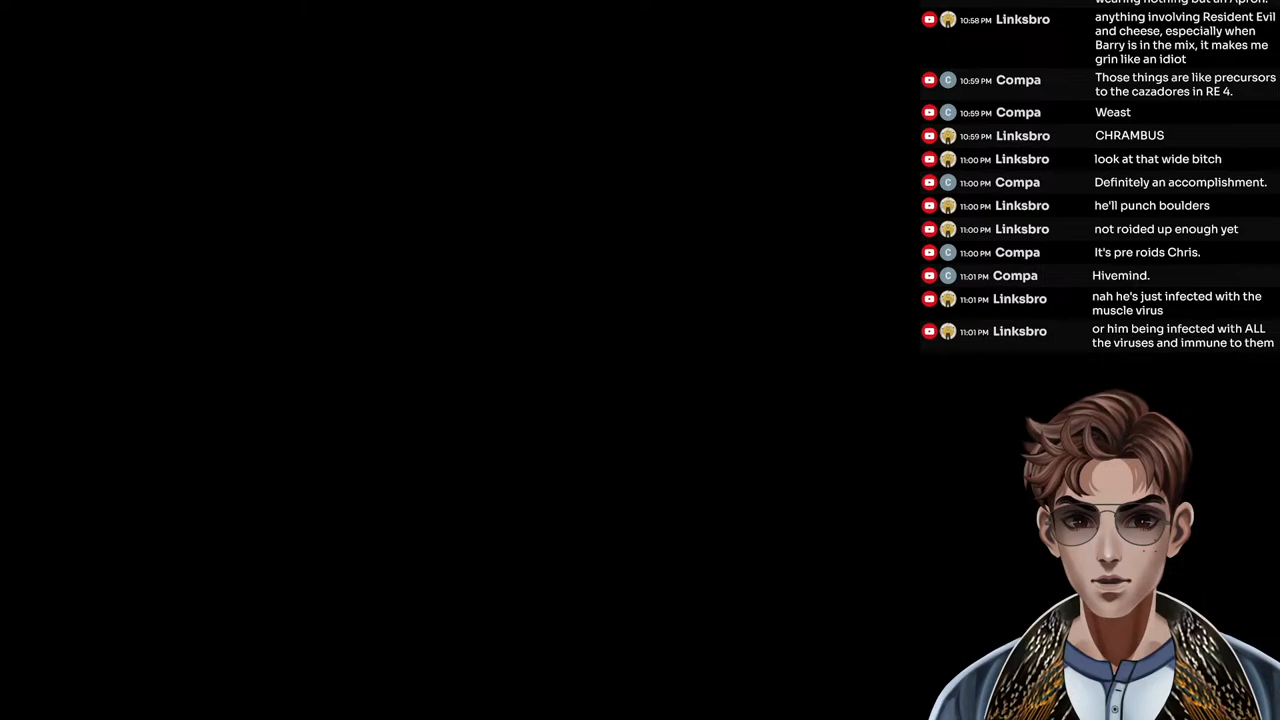 wearing nothing but an Apron.
10:58 PM Linksbro anything involving Resident Evil
and cheese, especially when
Barry is in the mix, it makes me
grin like an idiot
C 10:59 PM Compa Those things are like precursors
to the cazadores in RE 4.
C 10:59 PM Compa Weast
10:59 PM Linksbro CHRAMBUS
11:00 PM Linksbro look at that wide bitch
C 11:00 PM Compa Definitely an accomplishment.
11:00 PM Linksbro he'll punch boulders
11:00 PM Linksbro not roided up enough yet
C 11:00 PM Compa It's pre roids Chris.
C 11:01 PM Compa Hivemind.
11:01 PM Linksbro nah he's just infected with the
muscle virus
11:01 PM Linksbro or him being infected with ALL
the viruses and immune to them